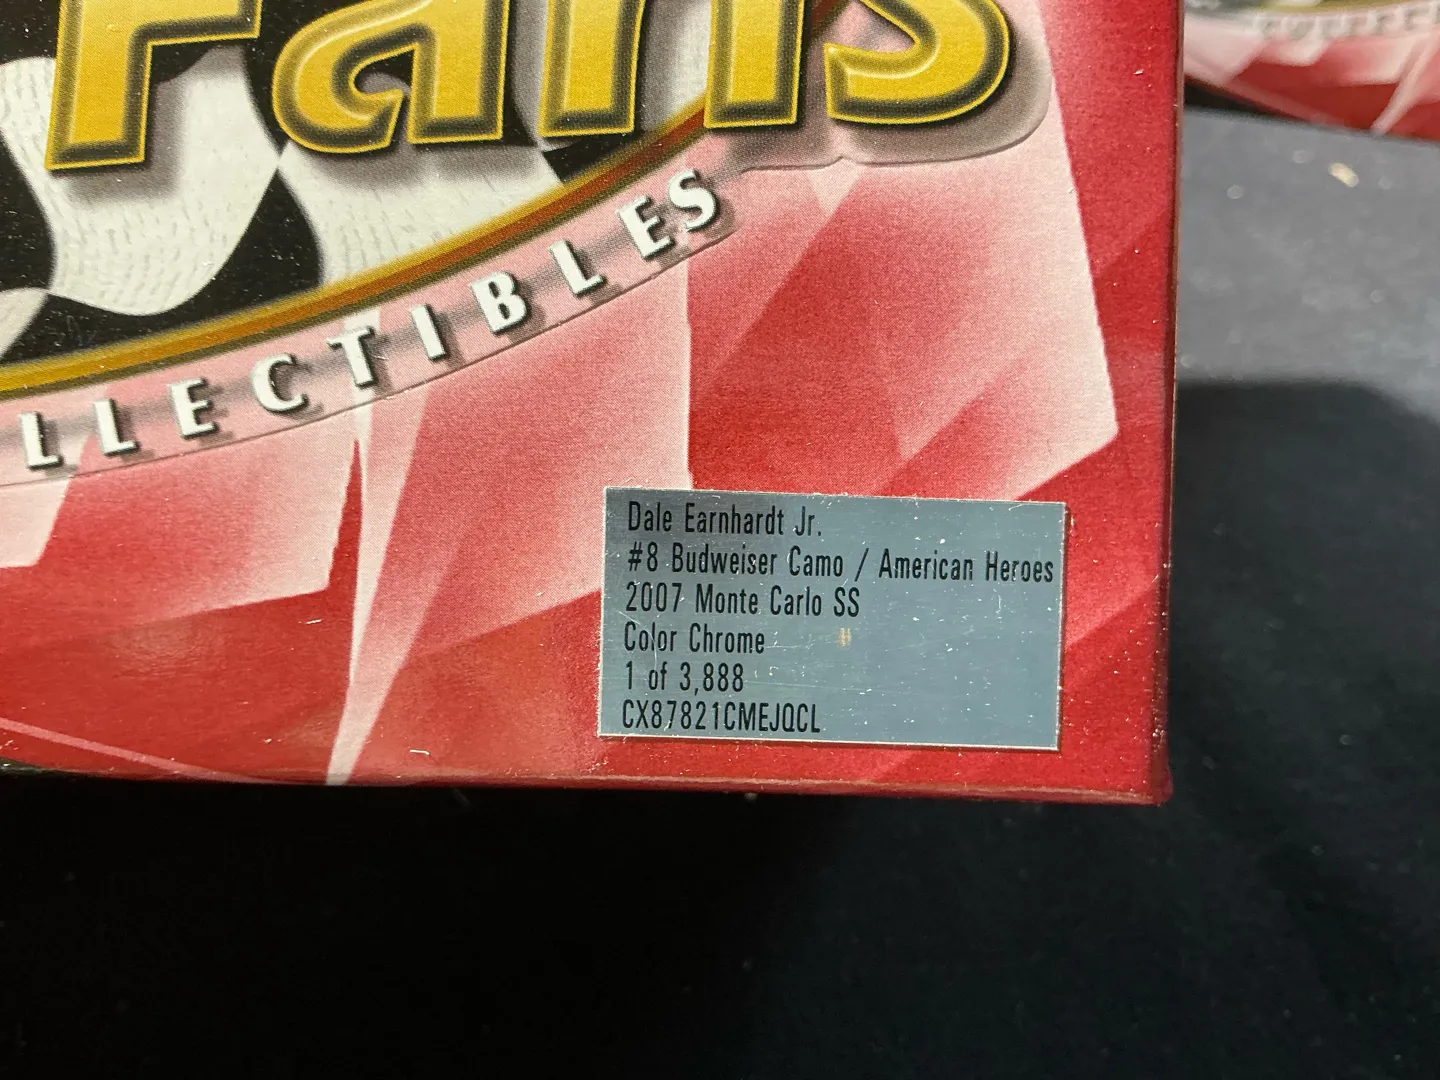 Fans
LLECTIBLES
Dale Earnhardt Jr.
#8 Budweiser Camo / American Heroes
2007 Monte Carlo SS
Color Chrome
1 of 3,888
CX87821CMEJQCL